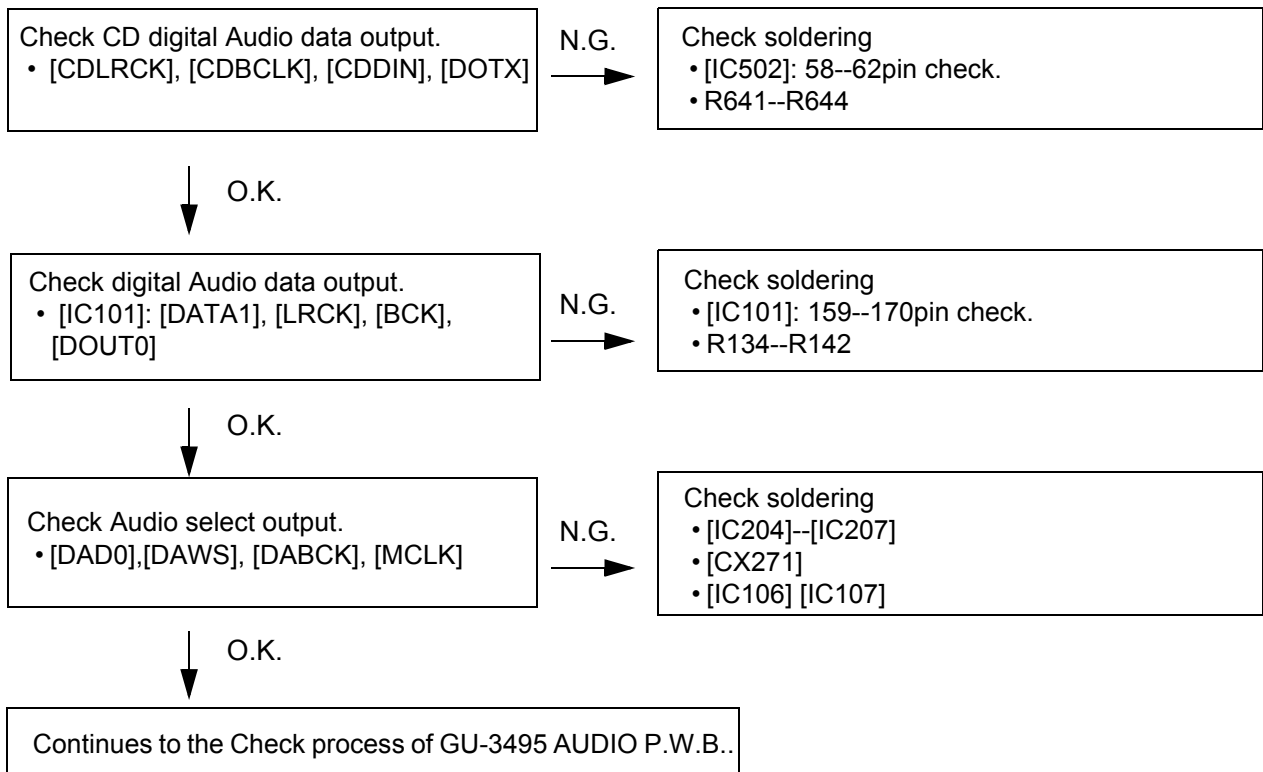 Check CD digital Audio data output.
• [CDLRCK], [CDBCLK], [CDDIN], [DOTX]
N.G.
Check soldering
• [IC502]: 58--62pin check.
• R641--R644
O.K.
Check digital Audio data output.
• [IC101]: [DATA1], [LRCK], [BCK],
[DOUT0]
N.G.
Check soldering
• [IC101]: 159--170pin check.
• R134--R142
O.K.
Check Audio select output.
• [DAD0],[DAWS], [DABCK], [MCLK]
N.G.
Check soldering
• [IC204]--[IC207]
• [CX271]
• [IC106] [IC107]
O.K.
Continues to the Check process of GU-3495 AUDIO P.W.B..